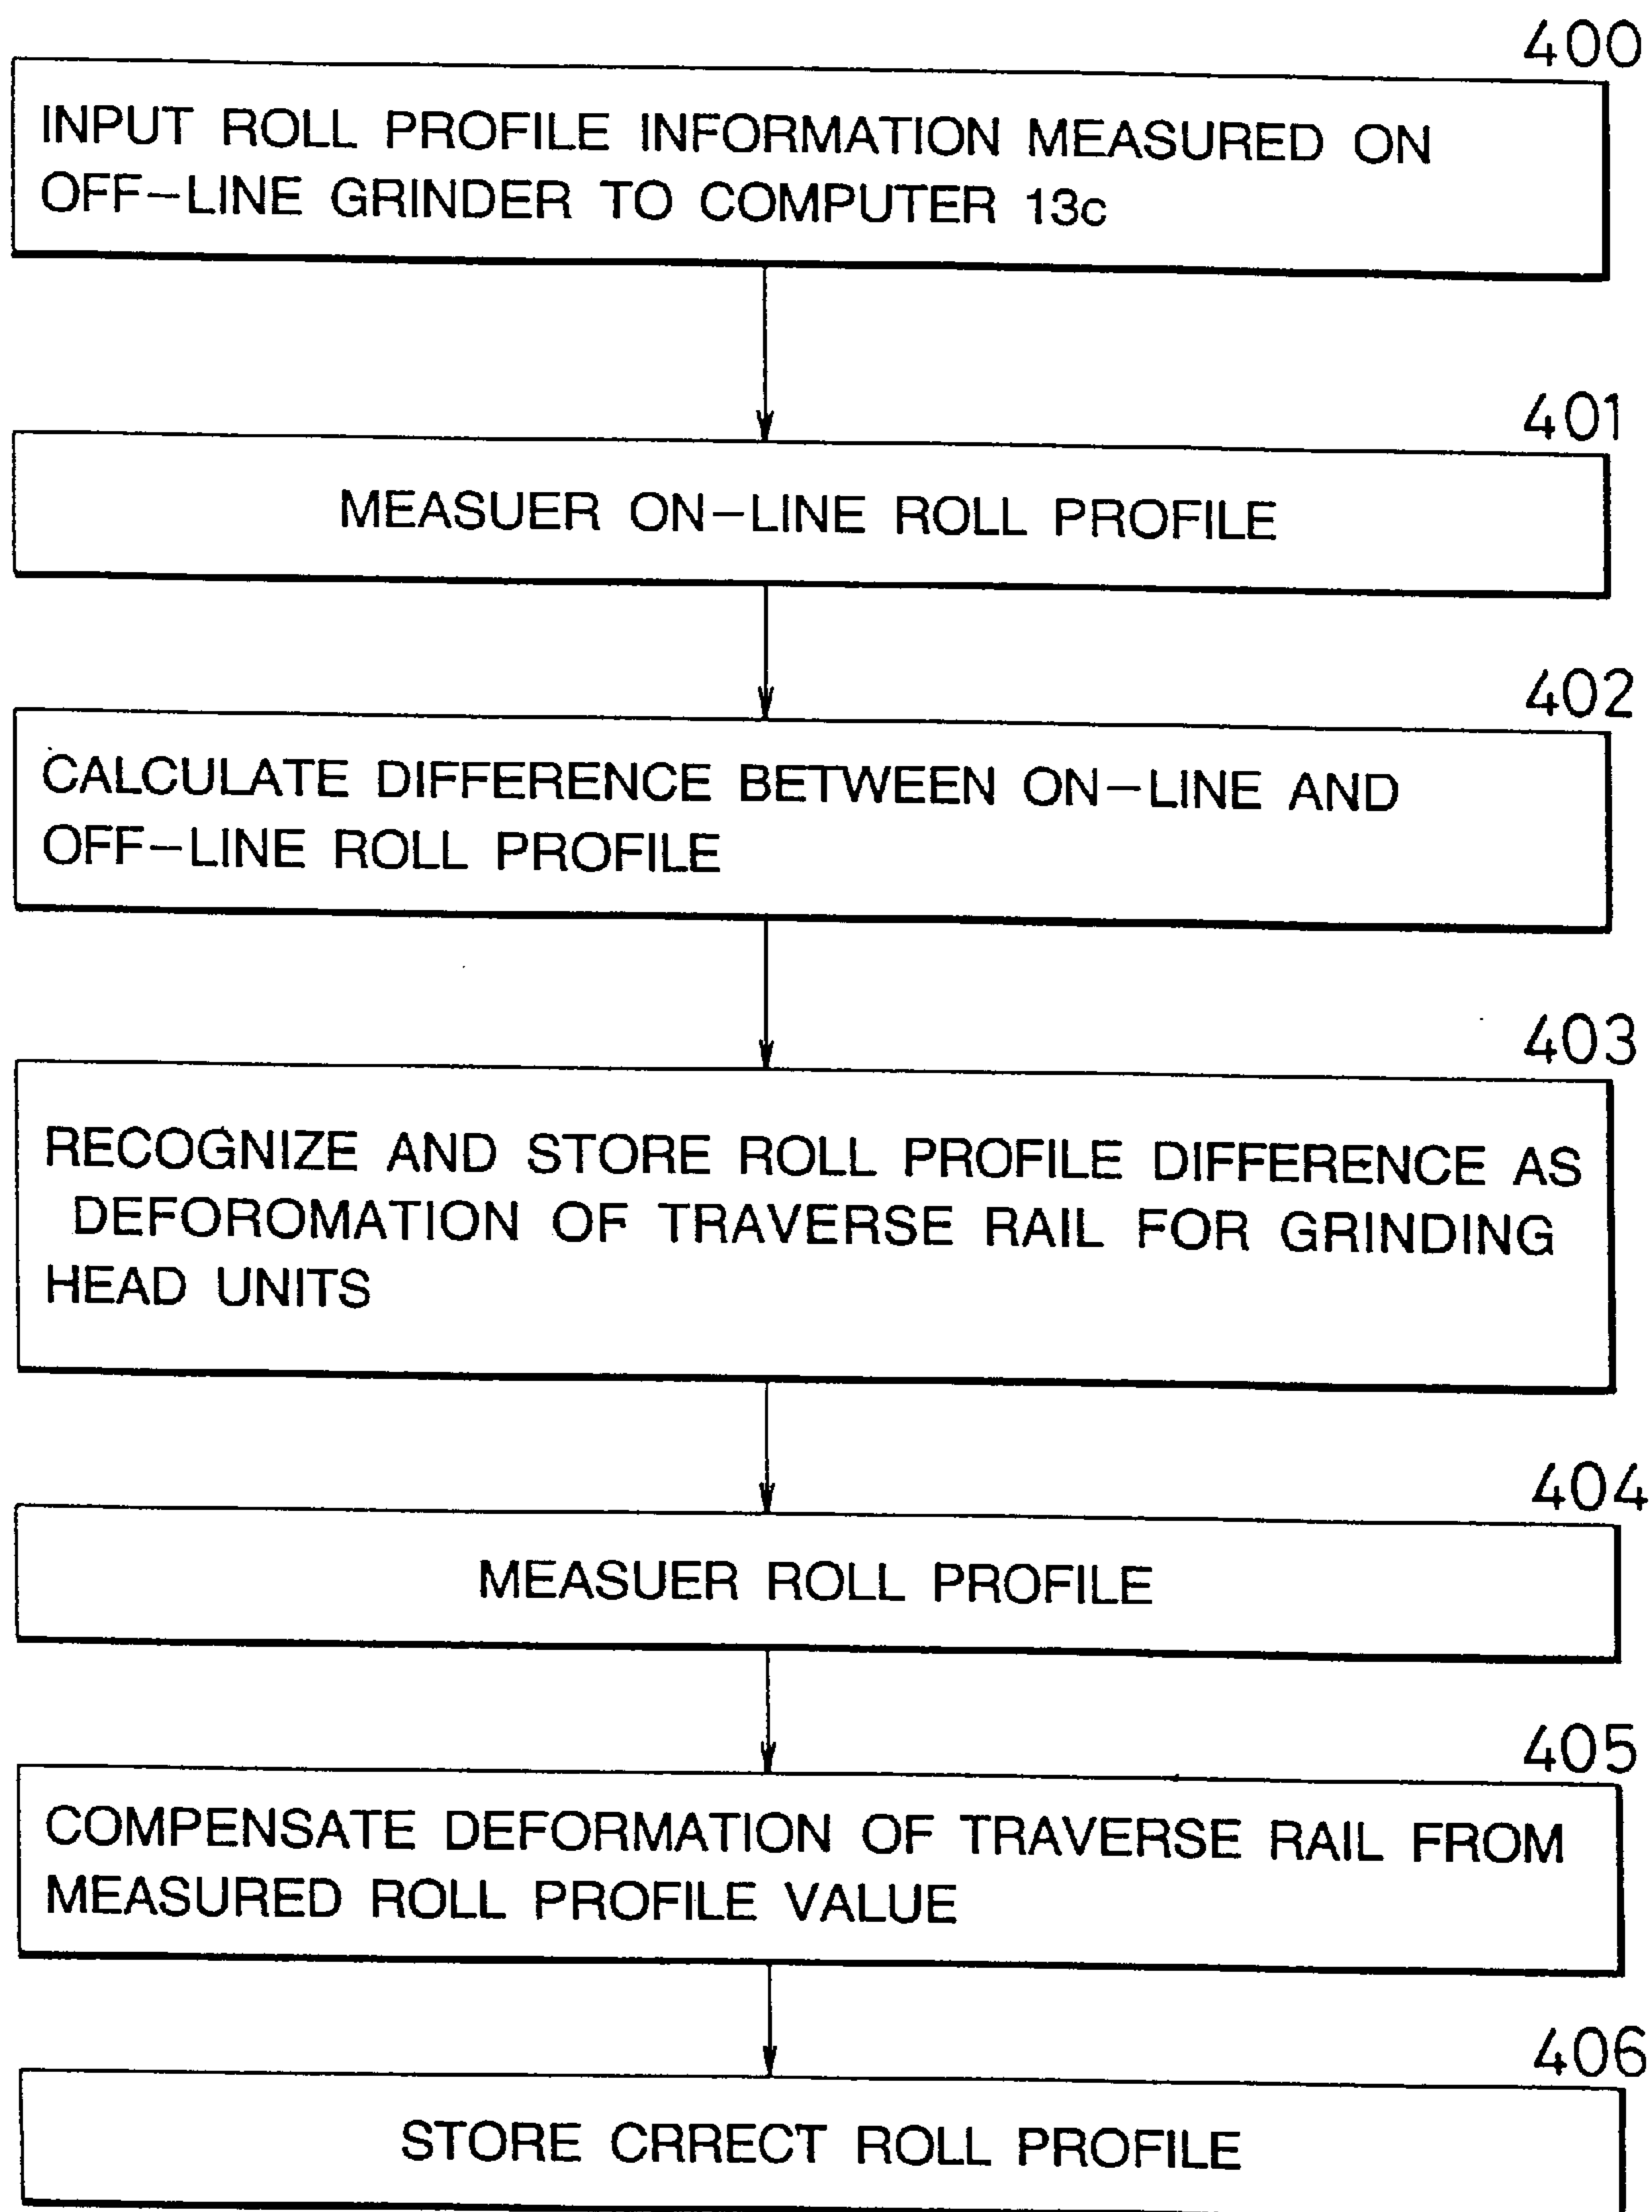 400
INPUT ROLL PROFILE INFORMATION MEASURED ON
OFF-LINE GRINDER TO COMPUTER 13c
401
MEASUER ON-LINE ROLL PROFILE
402
CALCULATE DIFFERENCE BETWEEN ON-LINE AND
OFF-LINE ROLL PROFILE
403
RECOGNIZE AND STORE ROLL PROFILE DIFFERENCE AS
DEFOROMATION OF TRAVERSE RAIL FOR GRINDING
HEAD UNITS
404
MEASUER ROLL PROFILE
405
COMPENSATE DEFORMATION OF TRAVERSE RAIL FROM
MEASURED ROLL PROFILE VALUE
406
STORE CRRECT ROLL PROFILE